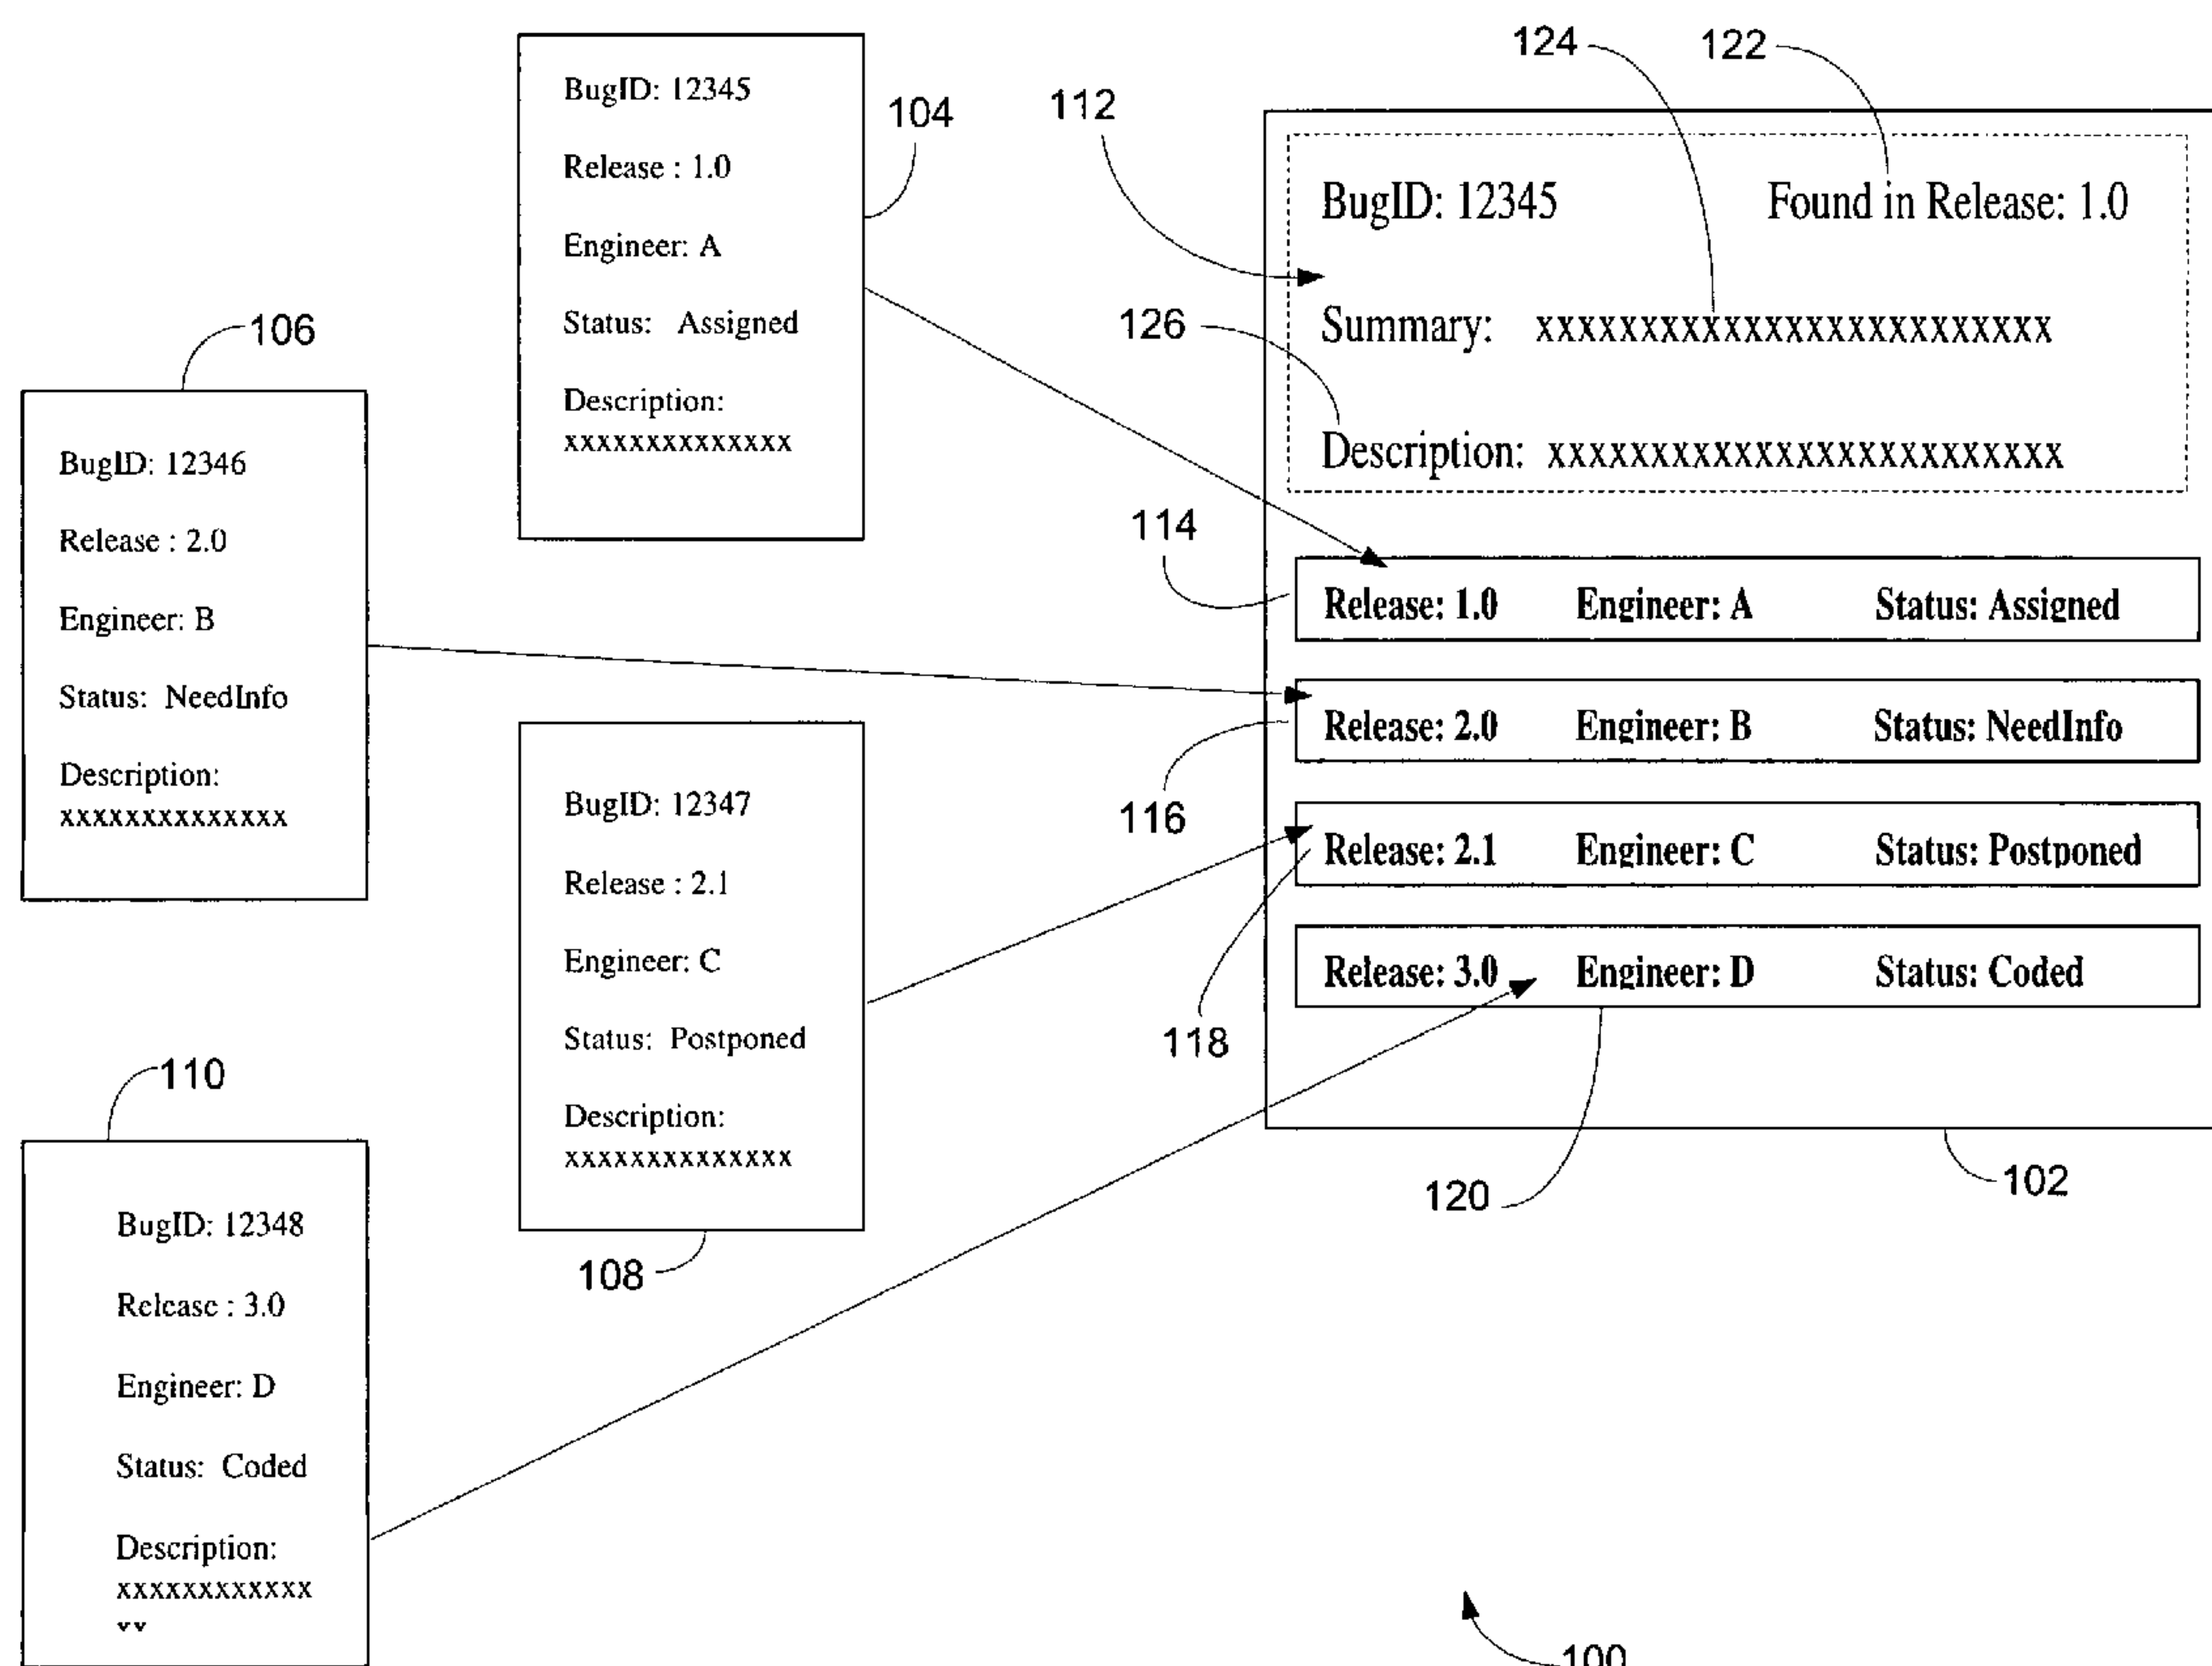 124
122
BugID: 12345
104
112
Release : 1.0
BugID: 12345 Found in Release: 1.0
Engineer: A
106
Status: Assigned
126
Summary: xxxxxxxxxxxxxxxxxxxxxxxxx
Description:
xxxxxxxxxxxxxx
Description: xxxxxxxxxxxxxxxxxxxxxxxxx
BugID: 12346
Release : 2.0
Engineer: B
Status: NeedInfo
Description:
xxxxxxxxxxxxxx
114
Release: 1.0 Engineer: A Status: Assigned
116
Release: 2.0 Engineer: B Status: NeedInfo
118
Release: 2.1 Engineer: C Status: Postponed
120
Release: 3.0 Engineer: D Status: Coded
102
BugID: 12347
Release : 2.1
Engineer: C
Status: Postponed
Description:
xxxxxxxxxxxxxx
108
110
BugID: 12348
Release : 3.0
Engineer: D
Status: Coded
Description:
xxxxxxxxxxxx
100